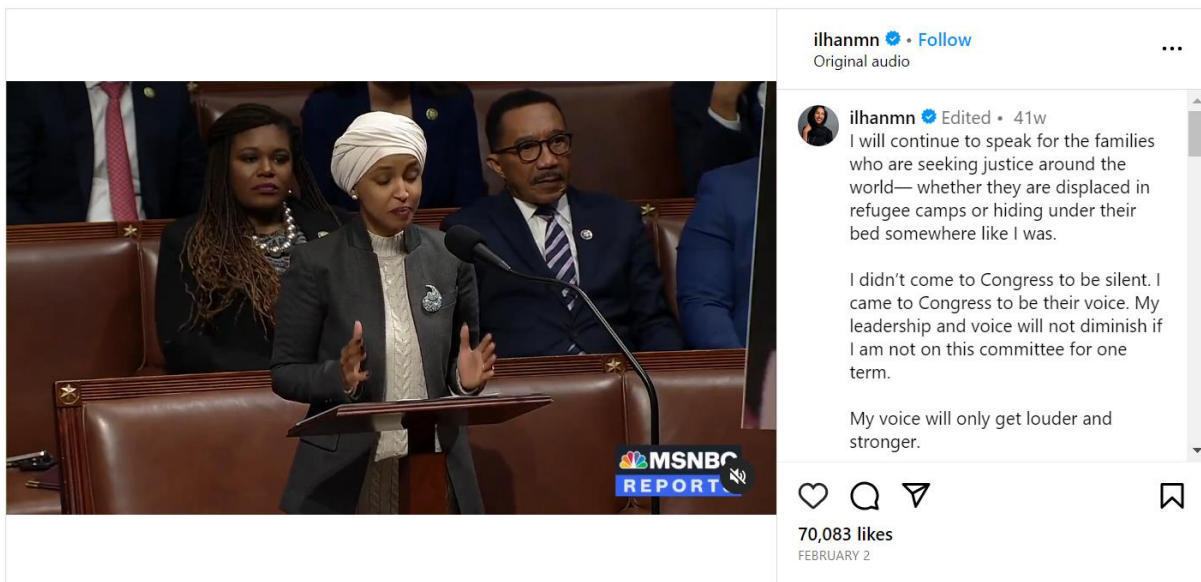 ilhanmn • Follow
Original audio
ilhanmn Edited • 41w
I will continue to speak for the families
who are seeking justice around the
world— whether they are displaced in
refugee camps or hiding under their
bed somewhere like I was.
I didn’t come to Congress to be silent. I
came to Congress to be their voice. My
leadership and voice will not diminish if
I am not on this committee for one
term.
My voice will only get louder and
stronger.
MSNBC
REPORTS
70,083 likes
FEBRUARY 2